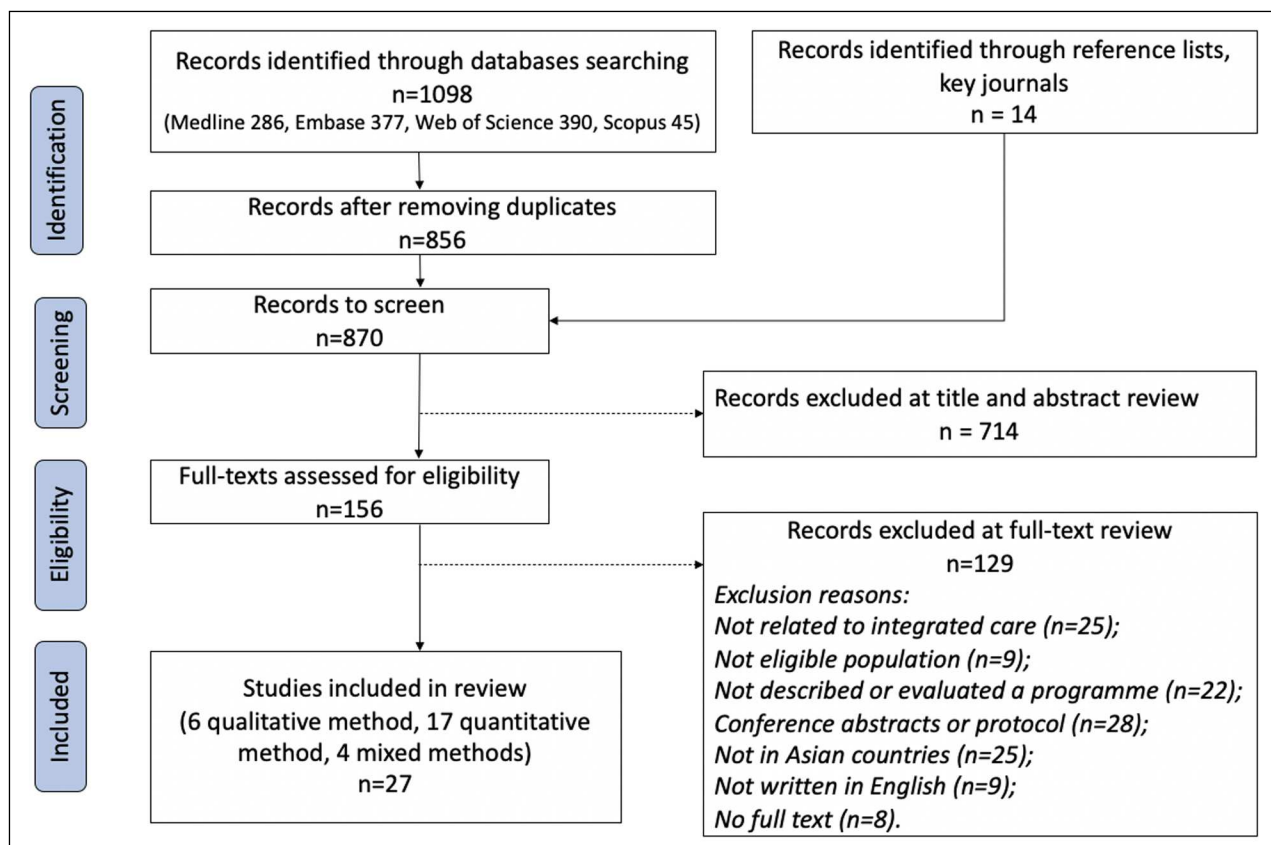 Identification
Records identified through databases searching
n=1098
(Medline 286, Embase 377, Web of Science 390, Scopus 45)
Records identified through reference lists,
key journals
n = 14
Records after removing duplicates
n=856
Screening
Records to screen
n=870
Records excluded at title and abstract review
n = 714
Eligibility
Full-texts assessed for eligibility
n=156
Records excluded at full-text review
n=129
Exclusion reasons:
Not related to integrated care (n=25);
Not eligible population (n=9);
Not described or evaluated a programme (n=22);
Conference abstracts or protocol (n=28);
Not in Asian countries (n=25);
Not written in English (n=9);
No full text (n=8).
Included
Studies included in review
(6 qualitative method, 17 quantitative
method, 4 mixed methods)
n=27